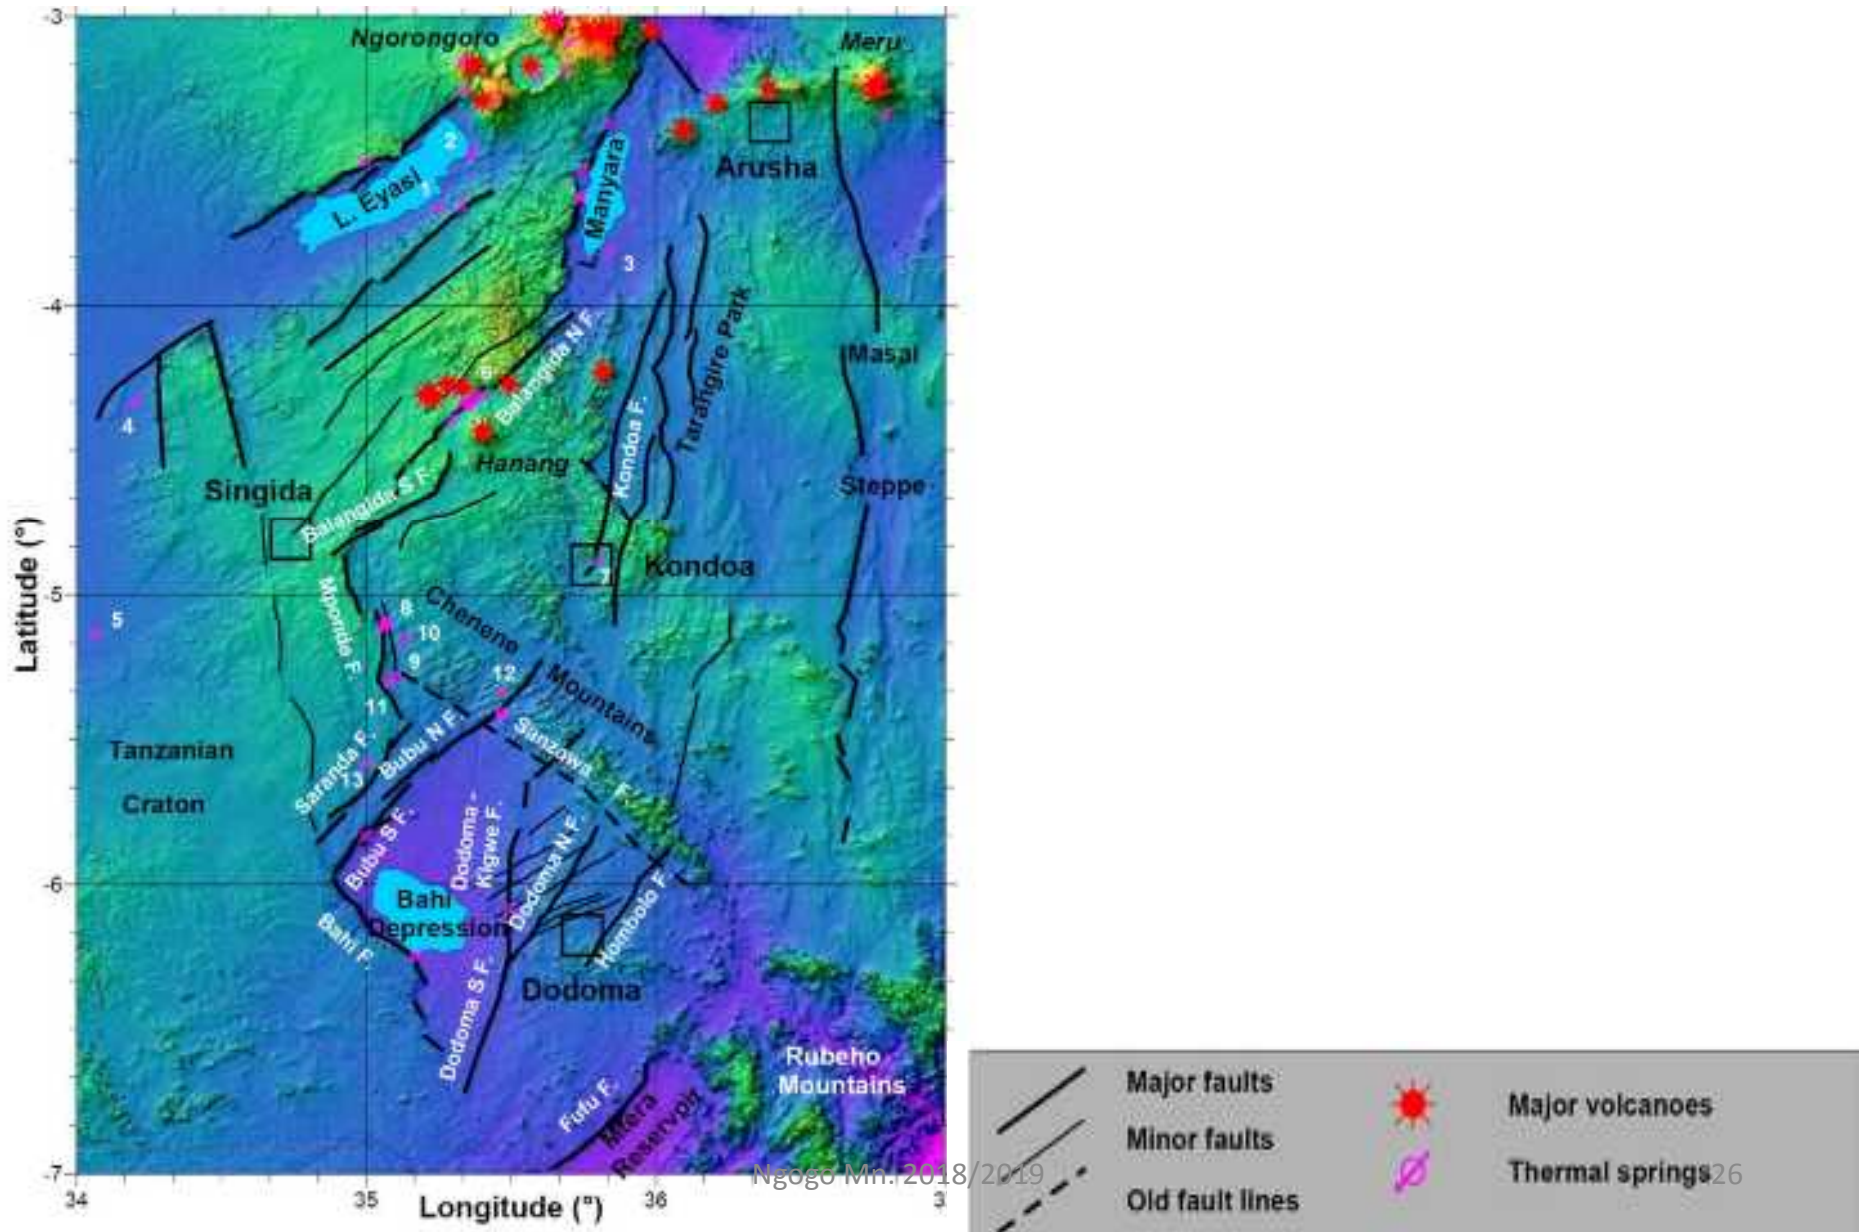 -3
Ngorongoro
Meru
2
Arusha
L. Eyasi
1
Manyara
3
-4
Masai
6
Balangida N F.
Tarangire Park
4
Kondoa F.
Hanang
Singida
Steppe
Balangida S F.
Kondoa
7
-5
Latitude (°)
Mponde F.
8
Chenene
5
10
9
12
Mountains
11
Bubu N F.
Sanzawa F.
Tanzanian
Saranda F.
13
Craton
Bubu S F.
Dodoma -
Kigwe F.
Dodoma N F.
-6
Bahi
Depression
Hombolo F.
Bahi F.
Dodoma S F.
Dodoma
Rubeho
Mountains
Fufu F.
Mtera
Reservoir
-7
34
35
36
3
Longitude (°)
Ngogo Mn. 2018/2019
26
Major faults
Minor faults
Old fault lines
Major volcanoes
Thermal springs